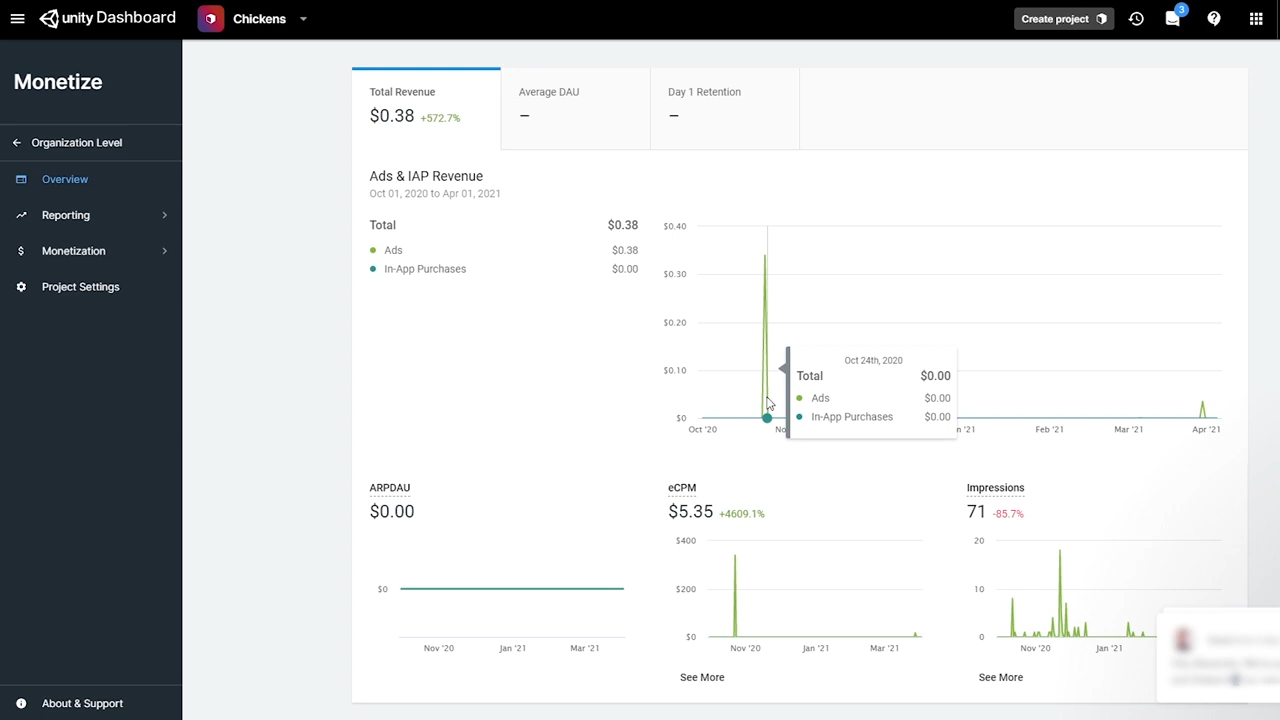 unity Dashboard
Chickens
Create project
3
Monetize
Organization Level
Overview
Reporting
Monetization
Project Settings
About & Support
Total Revenue
$0.38 +572.7%
Average DAU
–
Day 1 Retention
–
Ads & IAP Revenue
Oct 01, 2020 to Apr 01, 2021
Total $0.38
Ads $0.38
In-App Purchases $0.00
$0.40
$0.30
$0.20
$0.10
$0
Oct '20 Feb '21 Mar '21 Apr '21
Oct 24th, 2020
Total $0.00
Ads $0.00
In-App Purchases $0.00
ARPDAU
$0.00
$0
Nov '20 Jan '21 Mar '21
eCPM
$5.35 +4609.1%
$400
$200
$0
Nov '20 Jan '21 Mar '21
See More
Impressions
71 -85.7%
20
10
0
Nov '20 Jan '21
See More